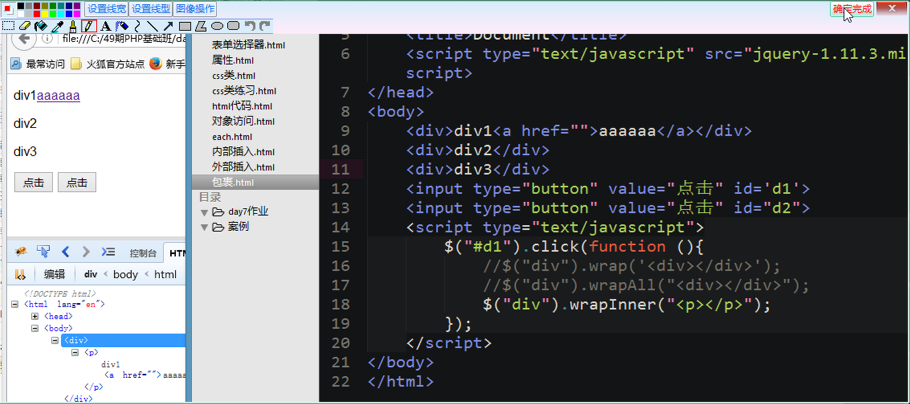 设置线宽 设置线型 图像操作
确定完成
file:///C:/49期PHP基础班/da
最常访问 火狐官方站点 新手
div1aaaaaa
div2
div3
点击 点击
控制台 HT
编辑 div < body < html
<!DOCTYPE html>
<html lang="en">
<head>
<body>
<div>
<p>
div1
<a href="">aaaaa
</p>
</div>
表单选择器.html
属性.html
css类.html
css类练习.html
html代码.html
对象访问.html
each.html
内部插入.html
外部插入.html
包裹.html
目录
day7作业
案例
5 <title>Document</title>
6 <script type="text/javascript" src="jquery-1.11.3.mi
script>
7 </head>
8 <body>
9 <div>div1<a href="">aaaaaa</a></div>
10 <div>div2</div>
11 <div>div3</div>
12 <input type="button" value="点击" id='d1'>
13 <input type="button" value="点击" id="d2">
14 <script type="text/javascript">
15 $("#d1").click(function (){
16 //$("div").wrap('<div></div>');
17 //$("div").wrapAll("<div></div>");
18 $("div").wrapInner("<p></p>");
19 });
20 </script>
21 </body>
22 </html>